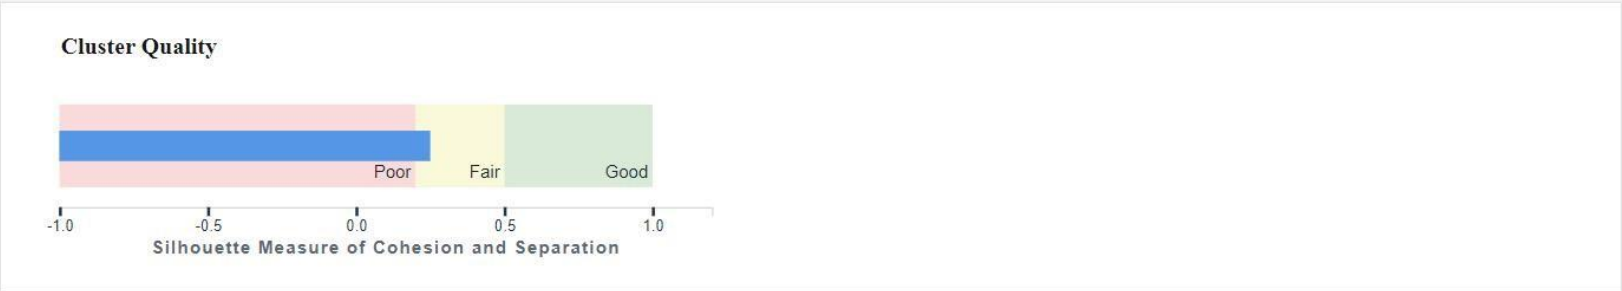 Cluster Quality
Poor Fair Good
-1.0 -0.5 0.0 0.5 1.0
Silhouette Measure of Cohesion and Separation